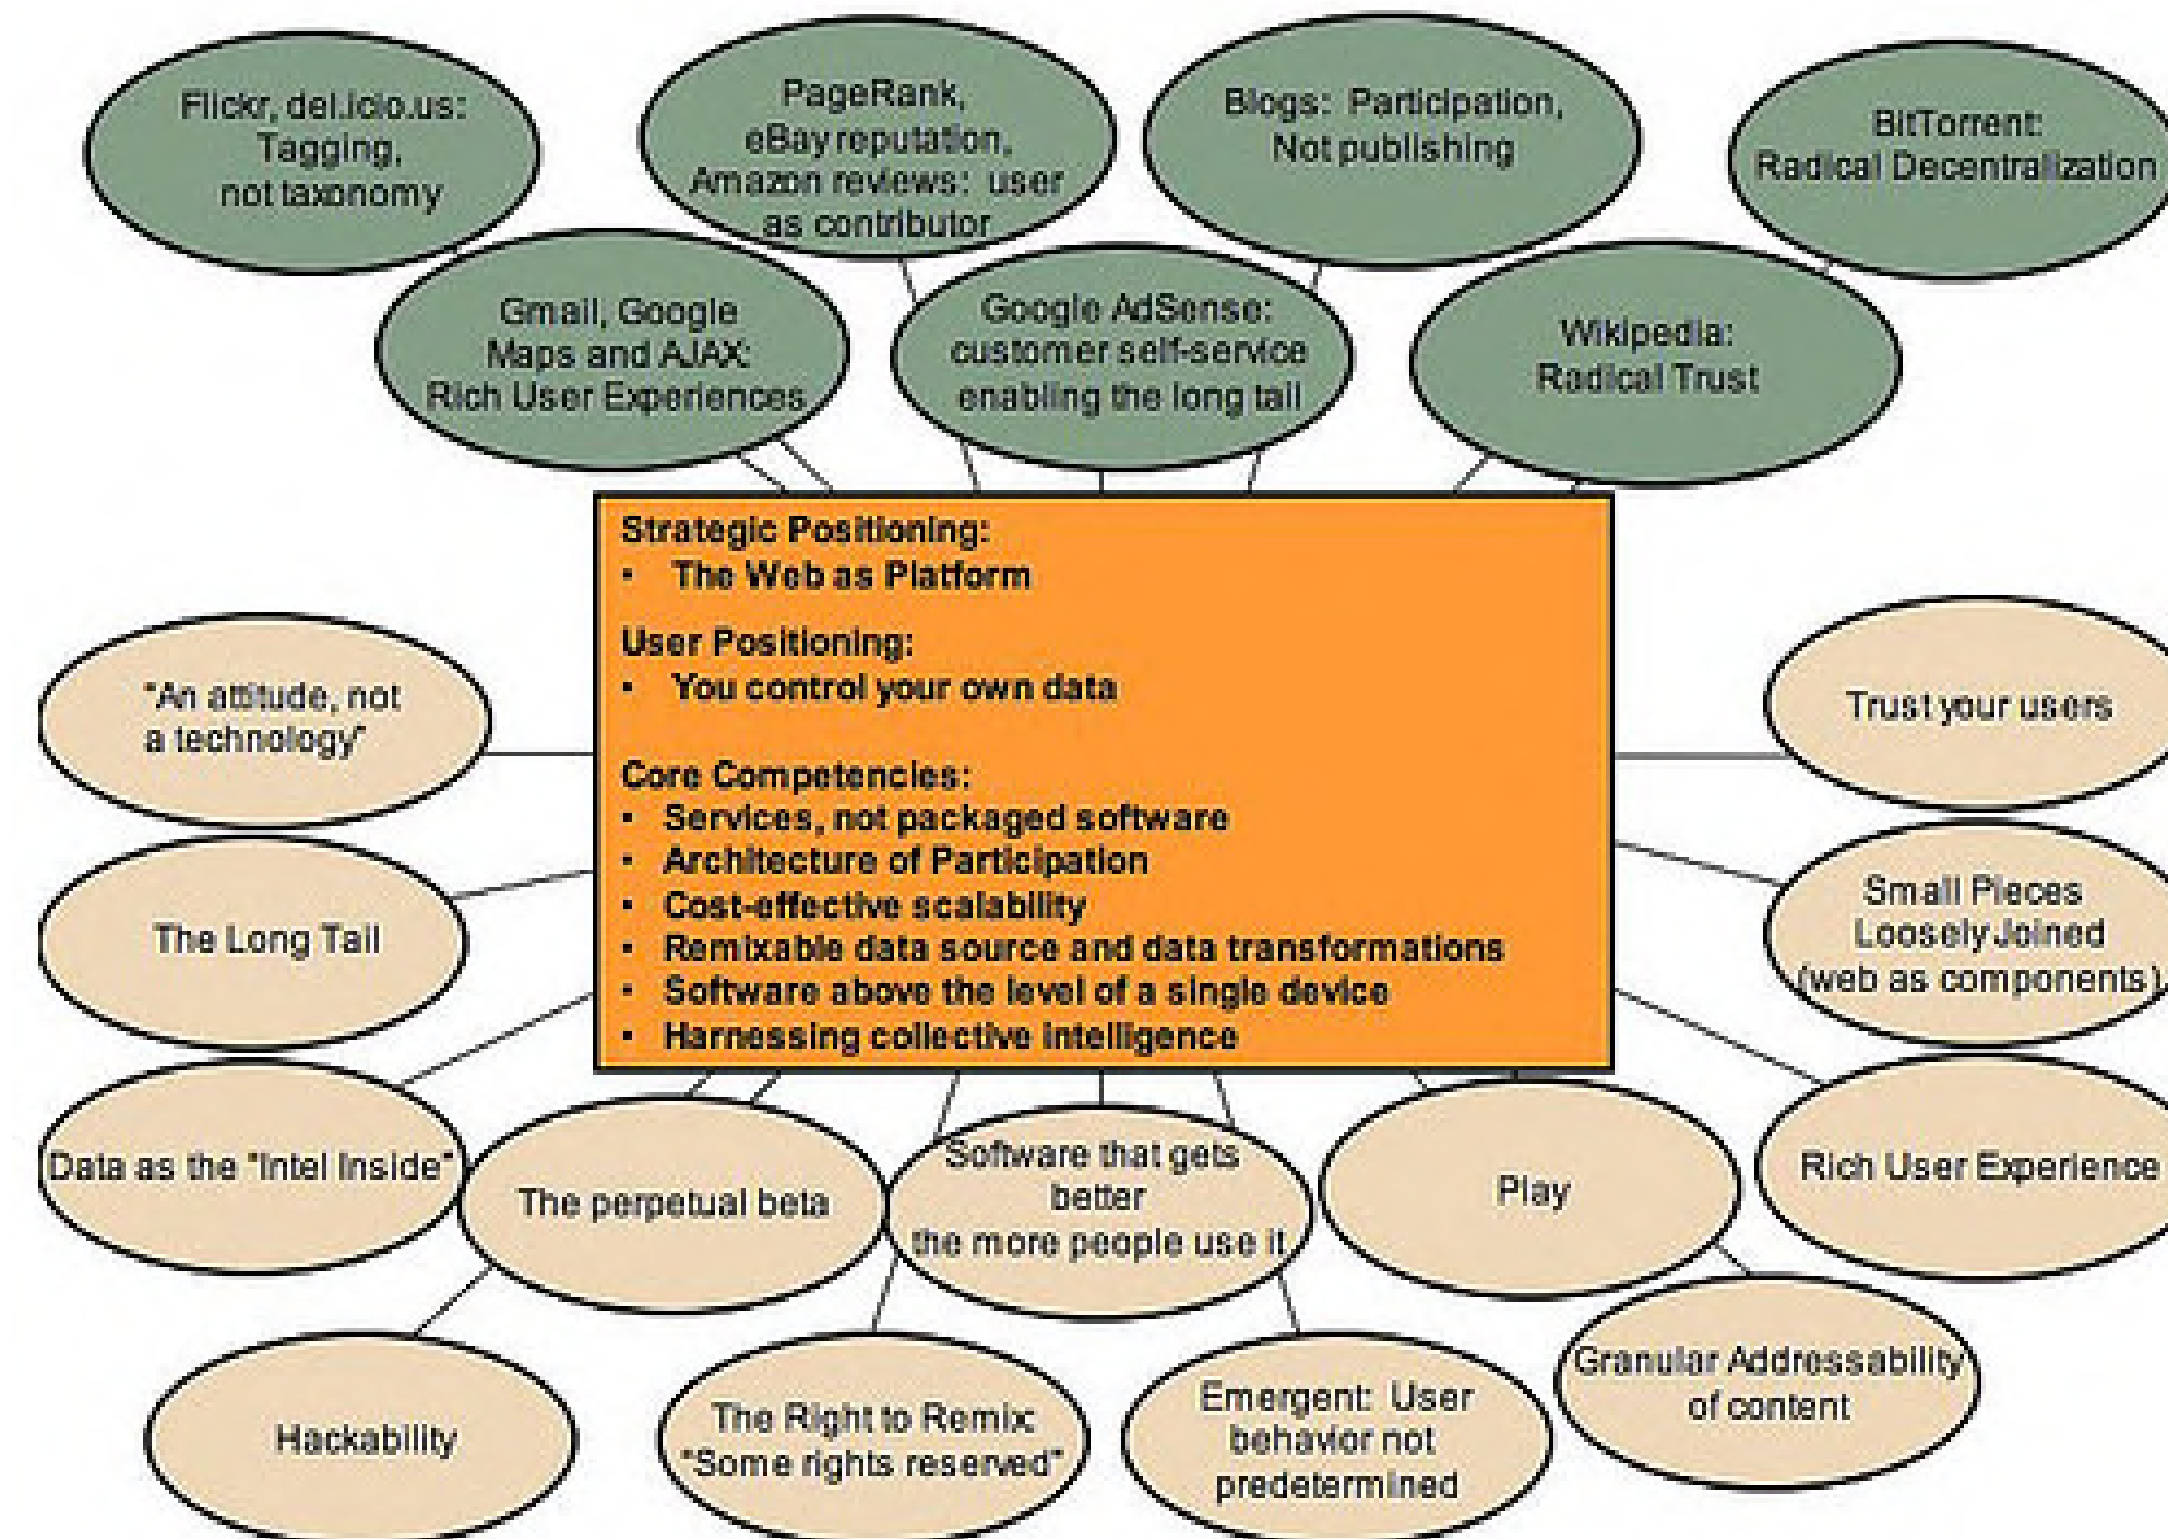 Flickr, del.icio.us:
Tagging,
not taxonomy
PageRank,
eBay reputation,
Amazon reviews: user
as contributor
Blogs: Participation,
Not publishing
BitTorrent:
Radical Decentralization
Gmail, Google
Maps and AJAX:
Rich User Experiences
Google AdSense:
customer self-service
enabling the long tail
Wikipedia:
Radical Trust
Strategic Positioning:
• The Web as Platform
User Positioning:
• You control your own data
Core Competencies:
• Services, not packaged software
• Architecture of Participation
• Cost-effective scalability
• Remixable data source and data transformations
• Software above the level of a single device
• Harnessing collective intelligence
"An attitude, not
a technology"
Trust your users
The Long Tail
Small Pieces
Loosely Joined
(web as components)
Data as the "Intel Inside"
The perpetual beta
Software that gets
better
the more people use it
Play
Rich User Experience
Hackability
The Right to Remix:
"Some rights reserved"
Emergent: User
behavior not
predetermined
Granular Addressability
of content